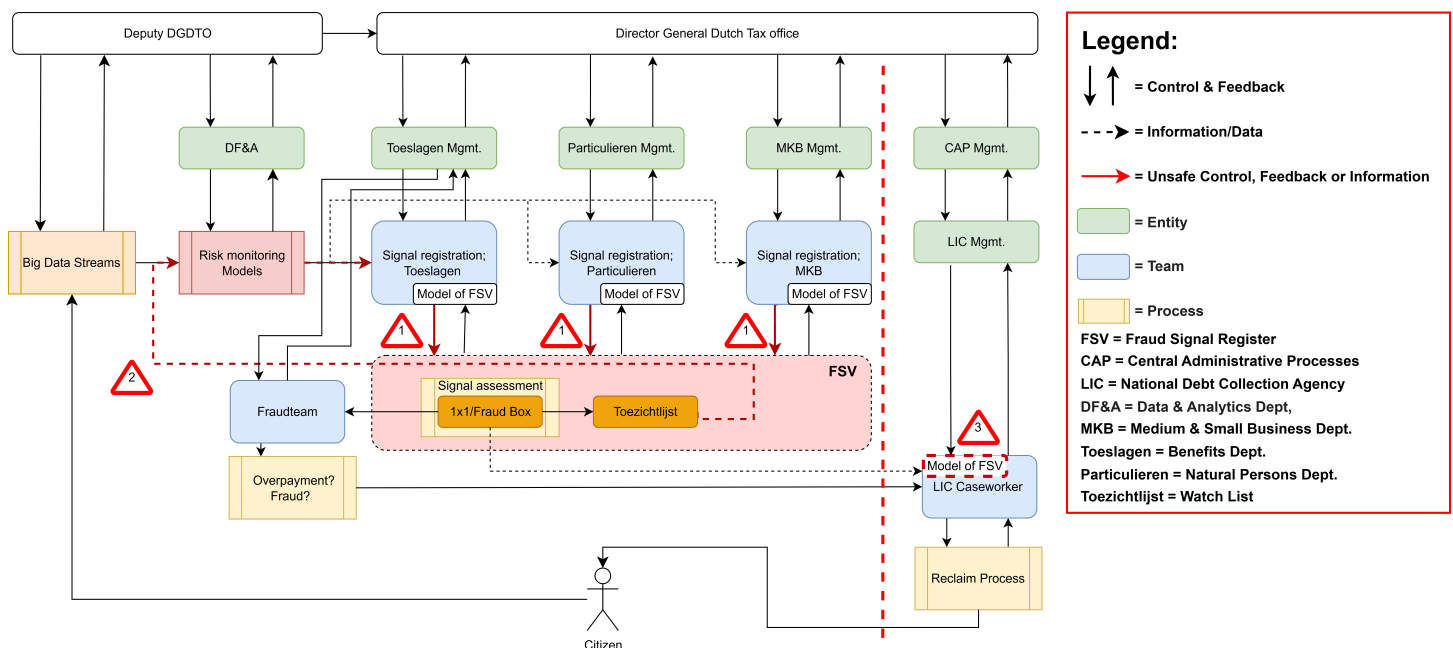 Deputy DGDTO
Director General Dutch Tax office
DF&A
Toeslagen Mgmt.
Particulieren Mgmt.
MKB Mgmt.
CAP Mgmt.
LIC Mgmt.
Big Data Streams
Risk monitoring
Models
Signal registration;
Toeslagen
Model of FSV
Signal registration;
Particulieren
Model of FSV
Signal registration;
MKB
Model of FSV
1
1
1
2
FSV
Signal assessment
1x1/Fraud Box
Toezichtlijst
Fraudteam
Overpayment?
Fraud?
3
Model of FSV
LIC Caseworker
Reclaim Process
Citizen
Legend:
= Control & Feedback
= Information/Data
= Unsafe Control, Feedback or Information
= Entity
= Team
= Process
FSV = Fraud Signal Register
CAP = Central Administrative Processes
LIC = National Debt Collection Agency
DF&A = Data & Analytics Dept,
MKB = Medium & Small Business Dept.
Toeslagen = Benefits Dept.
Particulieren = Natural Persons Dept.
Toezichtlijst = Watch List